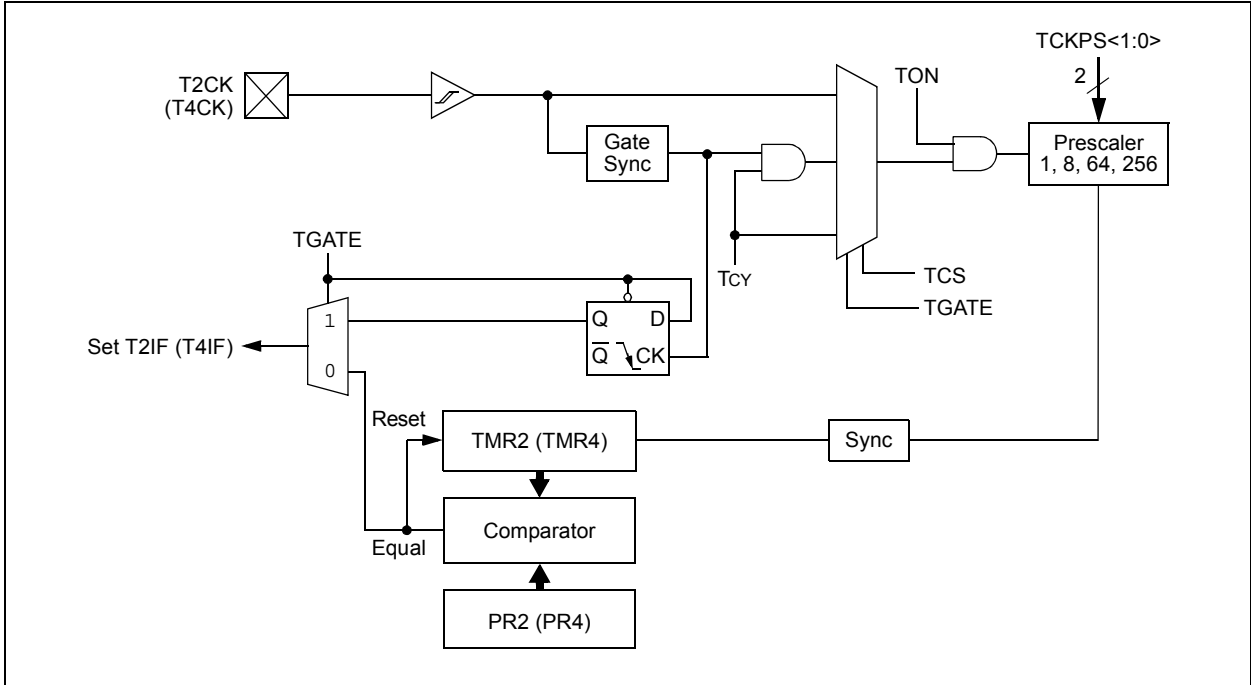 TCKPS<1:0>
T2CK
(T4CK)
TON
2
Gate
Sync
Prescaler
1, 8, 64, 256
TGATE
TCY
TCS
TGATE
1
Q
D
Set T2IF (T4IF)
Q
CK
0
Reset
TMR2 (TMR4)
Sync
Comparator
Equal
PR2 (PR4)